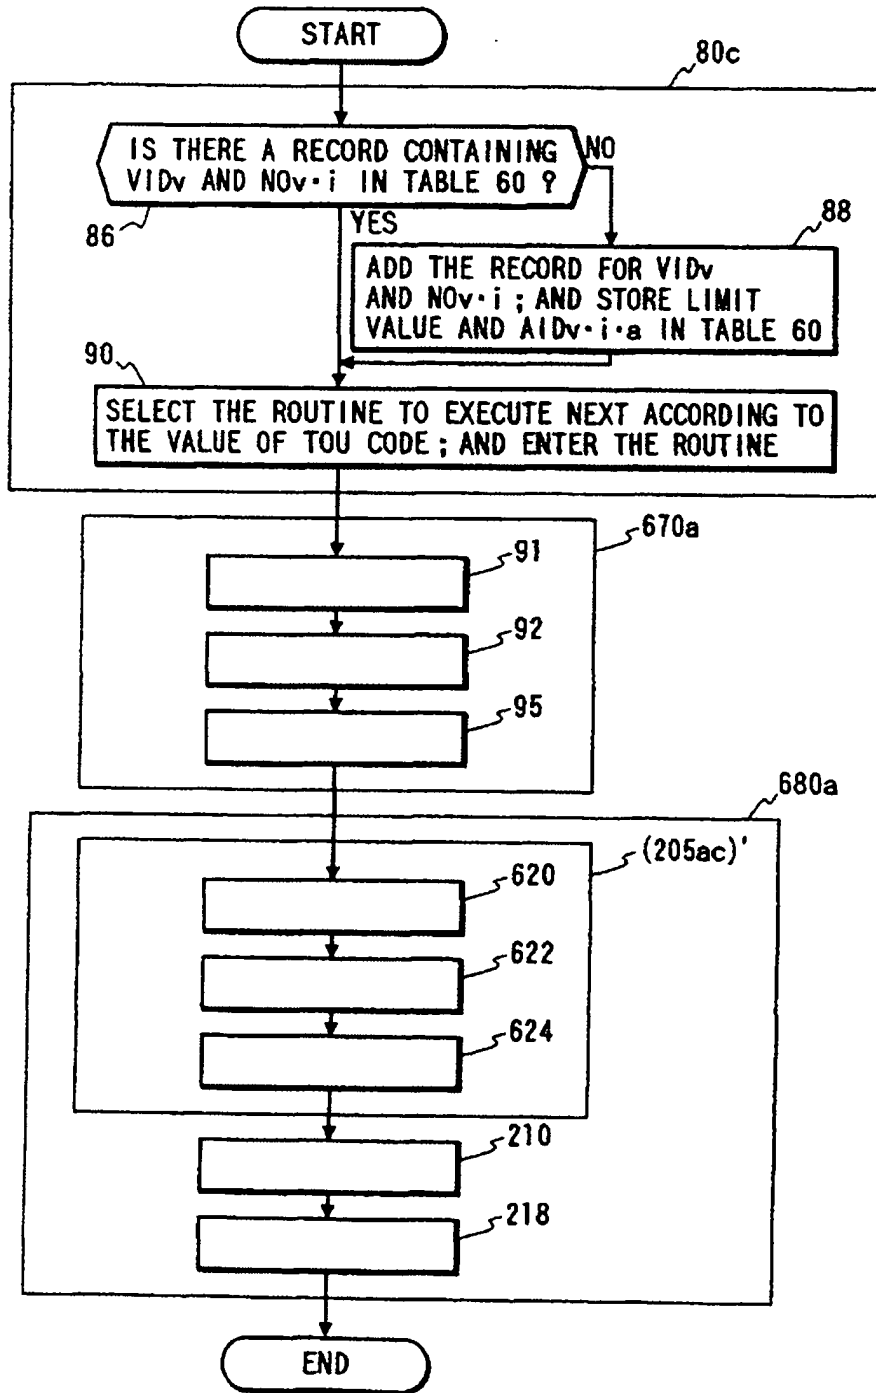 START
80c
IS THERE A RECORD CONTAINING
VIDv AND NOv·i IN TABLE 60 ?
NO
86
YES
88
ADD THE RECORD FOR VIDv
AND NOv·i ; AND STORE LIMIT
VALUE AND AIDv·i·a IN TABLE 60
90
SELECT THE ROUTINE TO EXECUTE NEXT ACCORDING TO
THE VALUE OF TOU CODE ; AND ENTER THE ROUTINE
670a
91
92
95
680a
(205ac)'
620
622
624
210
218
END